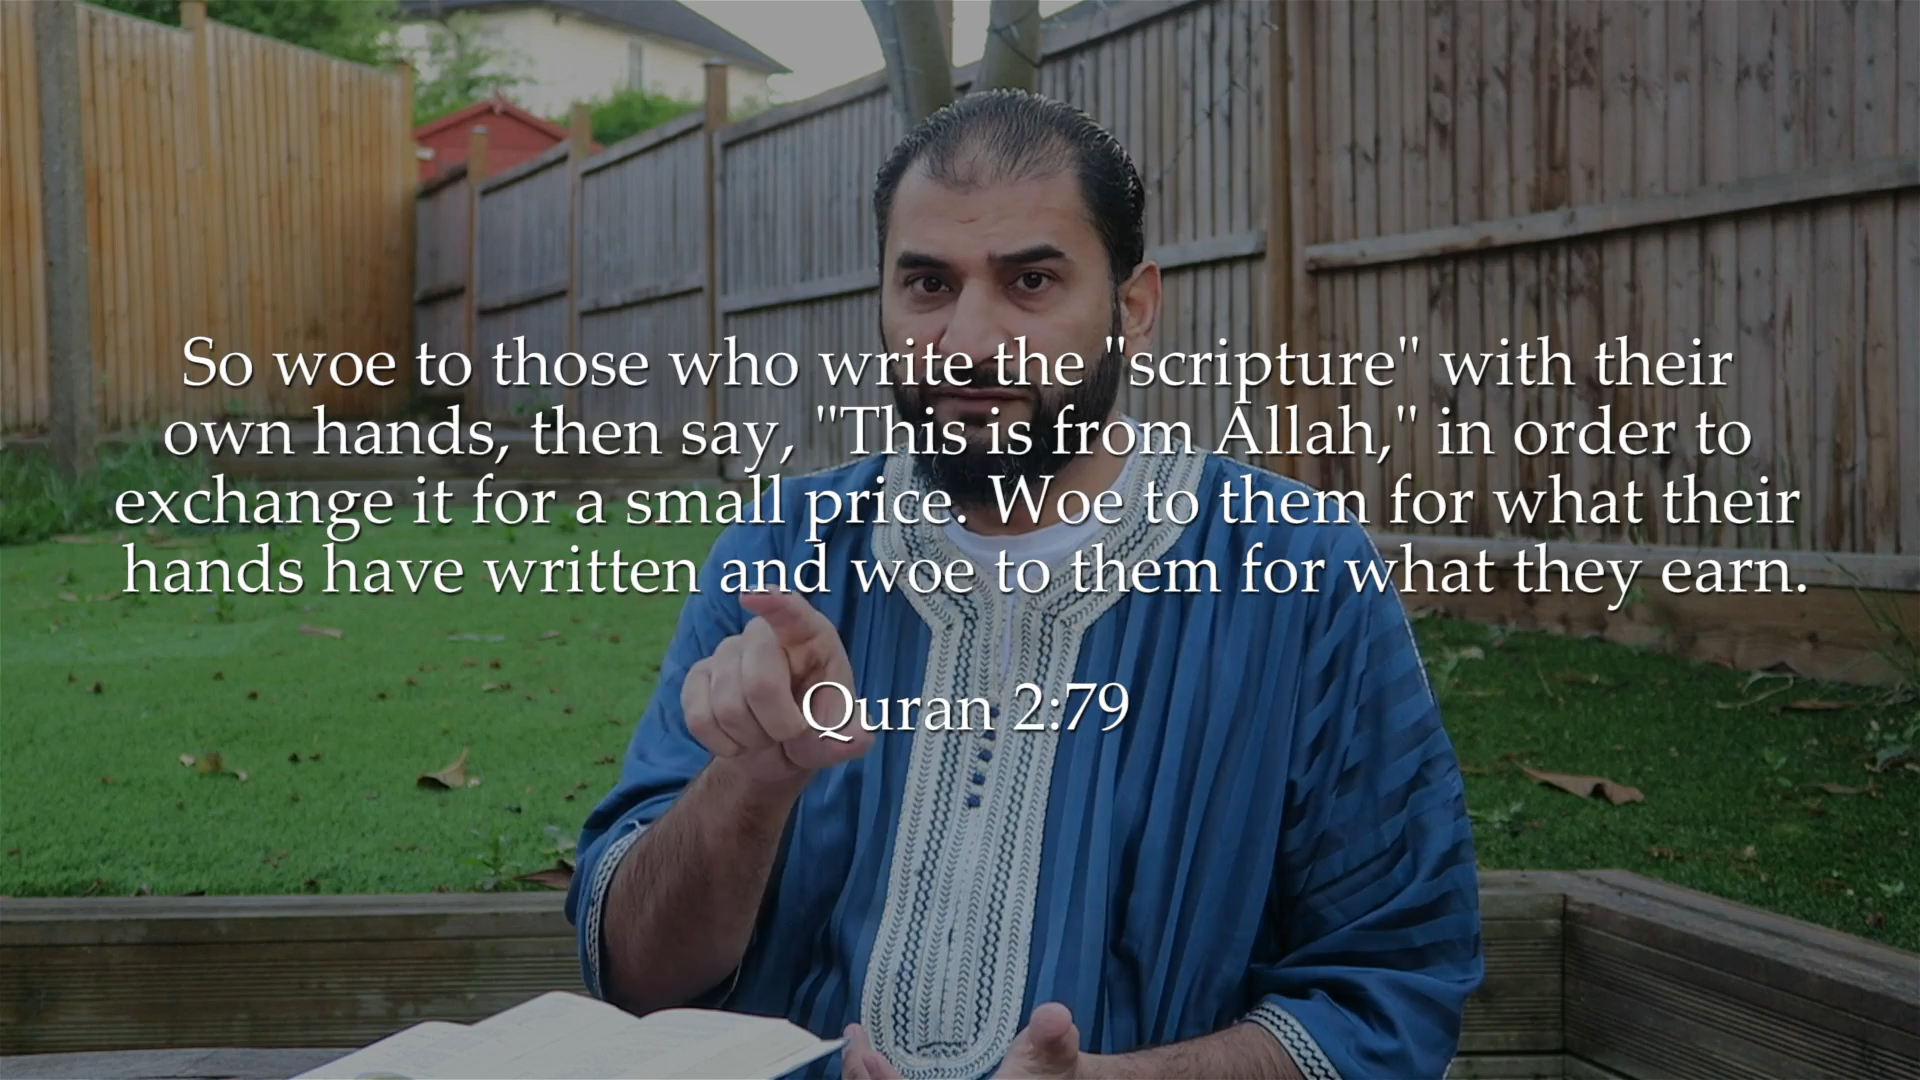 So woe to those who write the "scripture" with their
own hands, then say, "This is from Allah," in order to
exchange it for a small price. Woe to them for what their
hands have written and woe to them for what they earn.
Quran 2:79